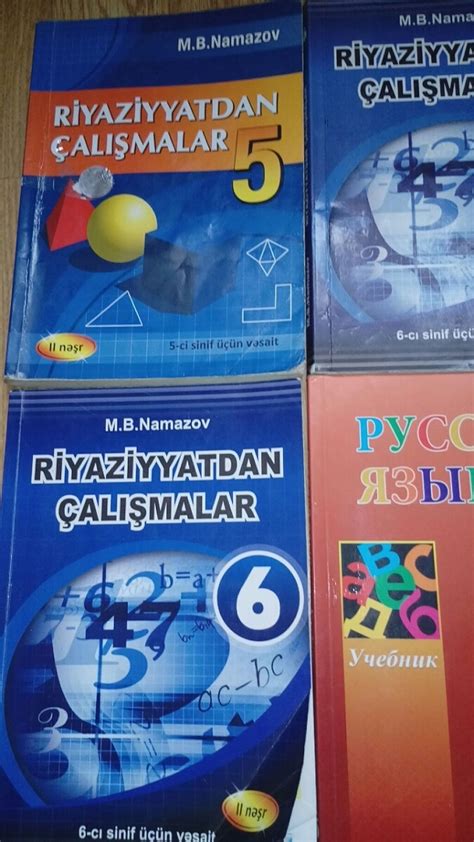 M.B.Namazov
RİYAZİYYATDAN
ÇALIŞMALAR
5
II nəşr
5-ci sinif üçün vəsait
M.B.Nama
RİYAZİYYA
ÇALIŞMA
6-cı sinif üçü
M.B.Namazov
RİYAZİYYATDAN
ÇALIŞMALAR
6
b=a+
ac-bc
II nəşr
6-cı sinif üçün vəsait
РУСС
ЯЗЫ
Учебник